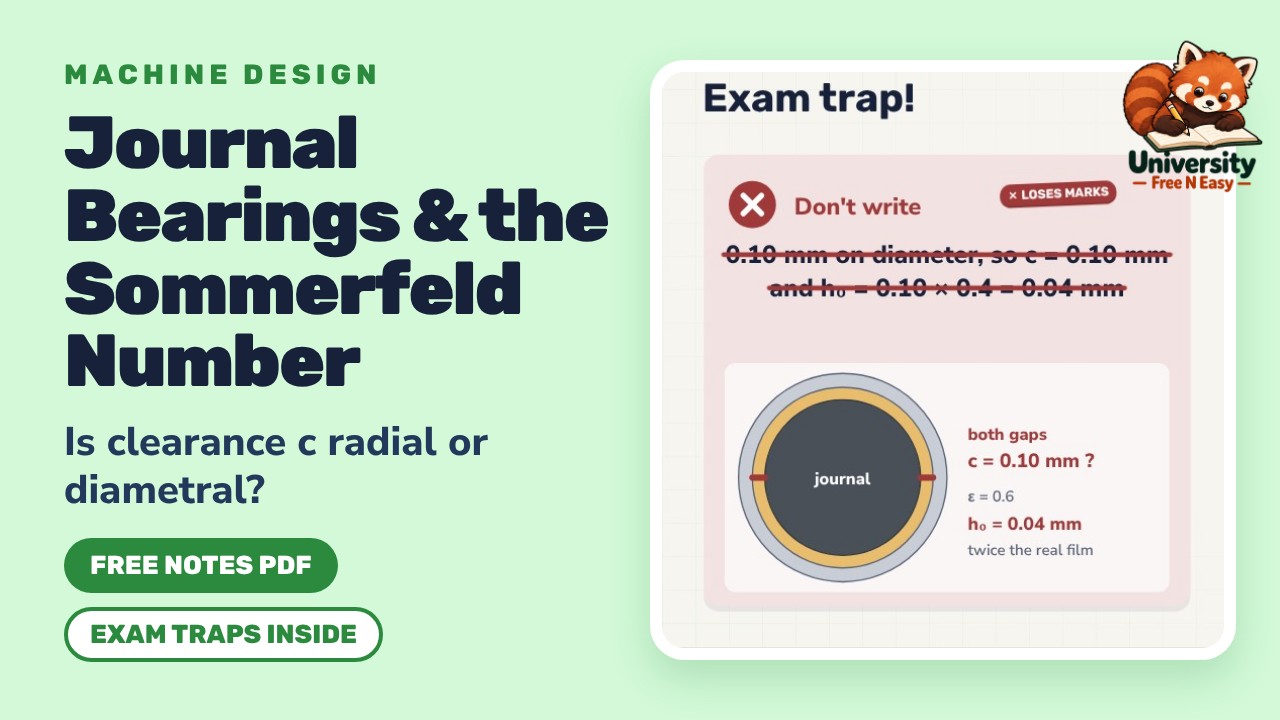 MACHINE DESIGN
Journal
Bearings & the
Sommerfeld
Number
Is clearance c radial or
diametral?
FREE NOTES PDF
EXAM TRAPS INSIDE
Exam trap!
Don't write
× LOSES MARKS
0.10 mm on diameter, so c = 0.10 mm
and h₀ = 0.10 × 0.4 = 0.04 mm
journal
both gaps
c = 0.10 mm ?
ε = 0.6
h₀ = 0.04 mm
twice the real film
University
Free N Easy